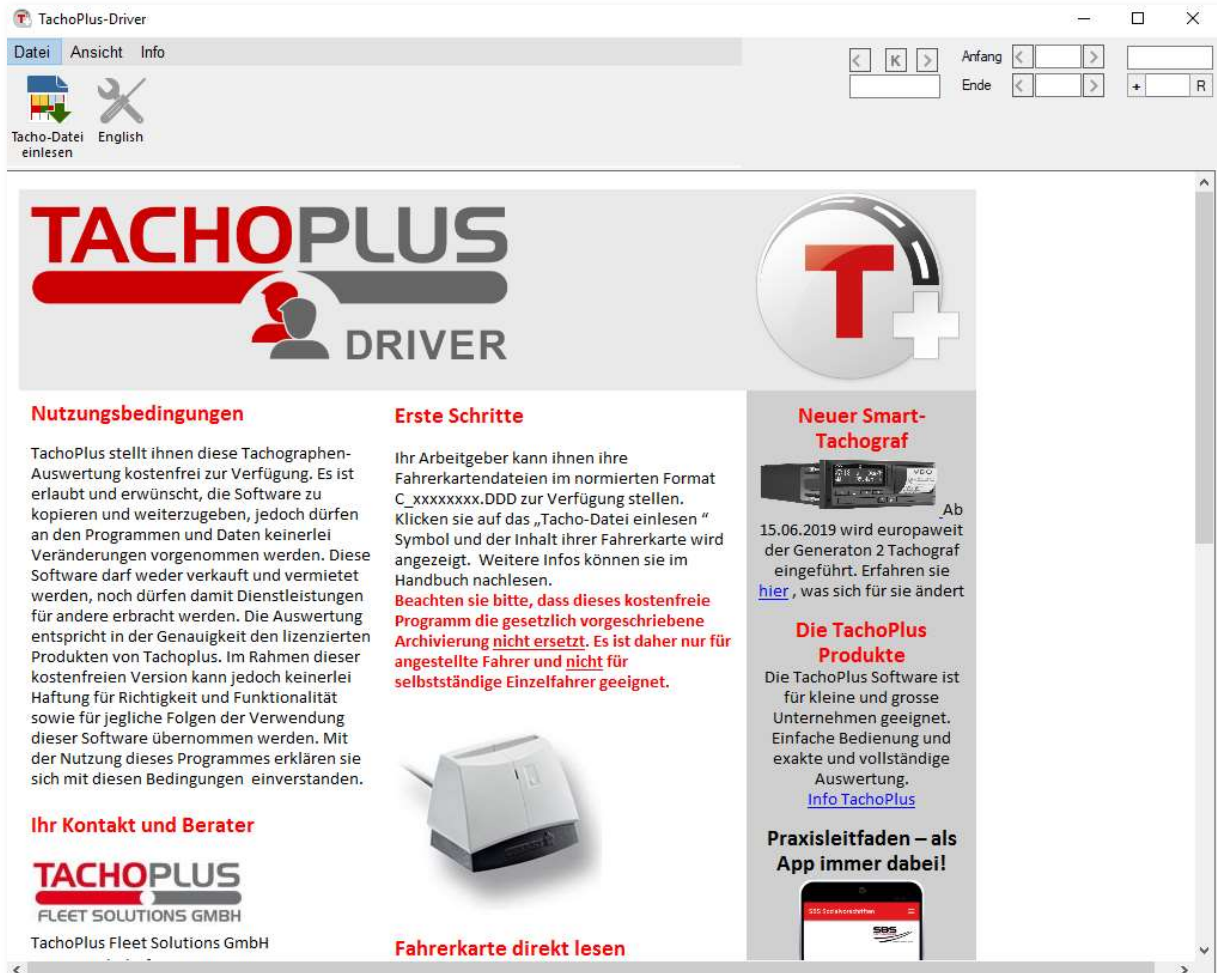 TachoPlus-Driver
Datei Ansicht Info
Tacho-Datei
einlesen
English
< K >
Anfang < >
Ende < >
+ R
TACHOPLUS
DRIVER
T+
Nutzungsbedingungen
TachoPlus stellt ihnen diese Tachographen-
Auswertung kostenfrei zur Verfügung. Es ist
erlaubt und erwünscht, die Software zu
kopieren und weiterzugeben, jedoch dürfen
an den Programmen und Daten keinerlei
Veränderungen vorgenommen werden. Diese
Software darf weder verkauft und vermietet
werden, noch dürfen damit Dienstleistungen
für andere erbracht werden. Die Auswertung
entspricht in der Genauigkeit den lizenzierten
Produkten von Tachoplus. Im Rahmen dieser
kostenfreien Version kann jedoch keinerlei
Haftung für Richtigkeit und Funktionalität
sowie für jegliche Folgen der Verwendung
dieser Software übernommen werden. Mit
der Nutzung dieses Programmes erklären sie
sich mit diesen Bedingungen einverstanden.
Ihr Kontakt und Berater
TACHOPLUS
FLEET SOLUTIONS GMBH
TachoPlus Fleet Solutions GmbH
Erste Schritte
Ihr Arbeitgeber kann ihnen ihre
Fahrerkartendateien im normierten Format
C_xxxxxxxx.DDD zur Verfügung stellen.
Klicken sie auf das „Tacho-Datei einlesen “
Symbol und der Inhalt ihrer Fahrerkarte wird
angezeigt. Weitere Infos können sie im
Handbuch nachlesen.
Beachten sie bitte, dass dieses kostenfreie
Programm die gesetzlich vorgeschriebene
Archivierung nicht ersetzt. Es ist daher nur für
angestellte Fahrer und nicht für
selbstständige Einzelfahrer geeignet.
Fahrerkarte direkt lesen
Neuer Smart-
Tachograf
VDO
Ab
15.06.2019 wird europaweit
der Generaton 2 Tachograf
eingeführt. Erfahren sie
hier , was sich für sie ändert
Die TachoPlus
Produkte
Die TachoPlus Software ist
für kleine und grosse
Unternehmen geeignet.
Einfache Bedienung und
exakte und vollständige
Auswertung.
Info TachoPlus
Praxisleitfaden – als
App immer dabei!
SBS Sozialvorschriften
SBS